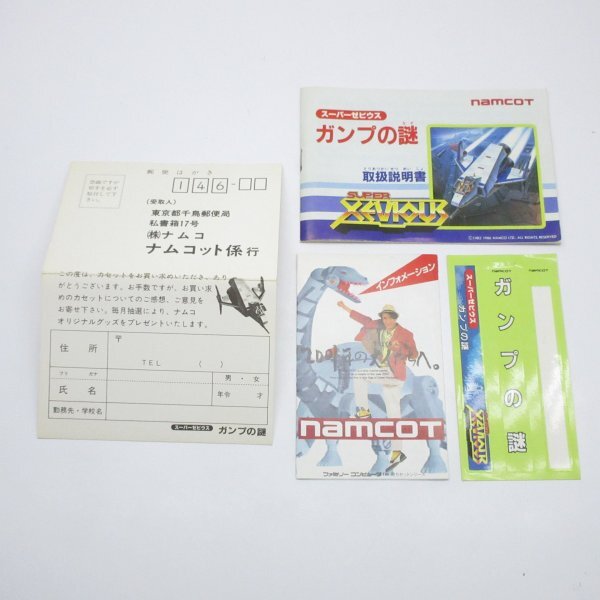 郵便はがき
146-
(受取人)
東京都千鳥郵便局
私書箱17号
(株)ナムコ
ナムコット係 行
この度は、カセットをお買い求めいただき、あり
がとうございます。お手数ですが、お買い求
めのカセットについてのご感想、ご意見を
お寄せ下さい。毎月抽選により、ナムコ
オリジナルグッズをプレゼントいたします。
住所
〒
TEL ( )
フリガナ
氏名
男・女
年令 才
勤務先・学校名
スーパーゼビウス ガンプの謎
namcot
スーパーゼビウス
ガンプの謎
なぞ
取扱説明書
SUPER
XEVIOUS
インフォメーション
namcot
ファミリー コンピュータ
NAMCOT
ガンプの謎
スーパーゼビウス
ガンプの謎
SUPER
XEVIOUS
NAMCOT